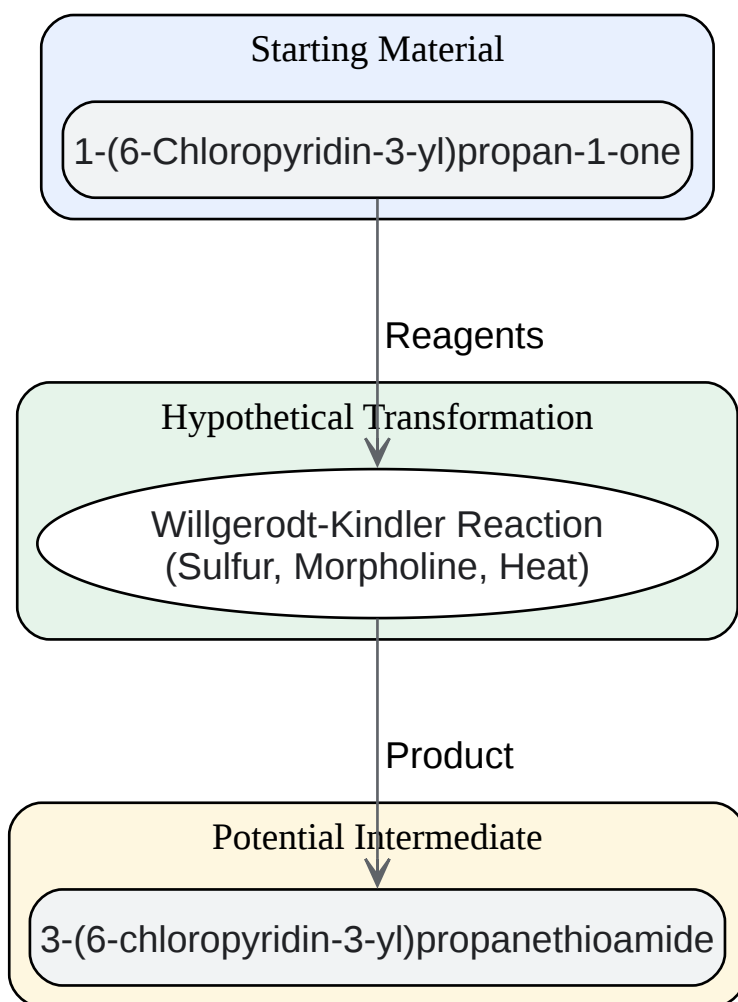 Starting Material
1-(6-Chloropyridin-3-yl)propan-1-one
Reagents
Hypothetical Transformation
Willgerodt-Kindler Reaction
(Sulfur, Morpholine, Heat)
Product
Potential Intermediate
3-(6-chloropyridin-3-yl)propanethioamide